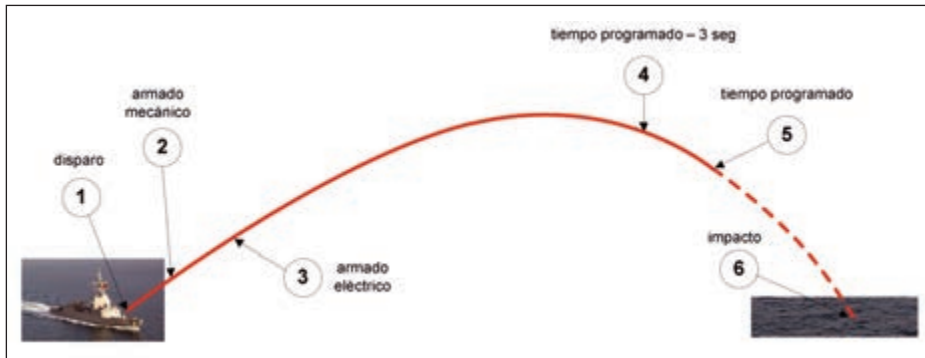 disparo
1
armado
mecánico
2
3
armado
eléctrico
tiempo programado – 3 seg
4
tiempo programado
5
impacto
6